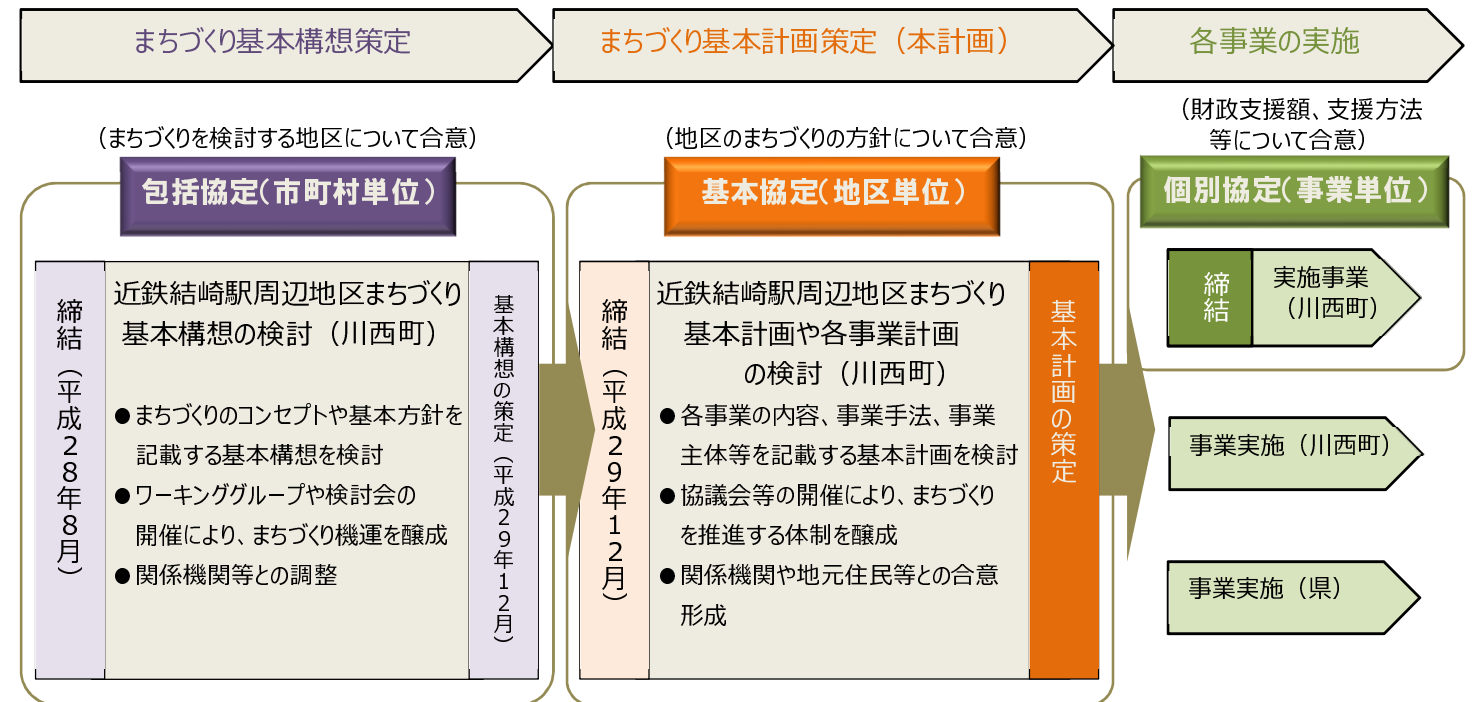 まちづくり基本構想策定
まちづくり基本計画策定（本計画）
各事業の実施
（まちづくりを検討する地区について合意）
包括協定（市町村単位）
締結（平成２８年８月）
近鉄結崎駅周辺地区まちづくり
基本構想の検討（川西町）
●まちづくりのコンセプトや基本方針を
記載する基本構想を検討
●ワーキンググループや検討会の
開催により、まちづくり機運を醸成
●関係機関等との調整
基本構想の策定（平成２９年１２月）
（地区のまちづくりの方針について合意）
基本協定（地区単位）
締結（平成２９年１２月）
近鉄結崎駅周辺地区まちづくり
基本計画や各事業計画
の検討（川西町）
●各事業の内容、事業手法、事業
主体等を記載する基本計画を検討
●協議会等の開催により、まちづくり
を推進する体制を醸成
●関係機関や地元住民等との合意
形成
基本計画の策定
（財政支援額、支援方法
等について合意）
個別協定（事業単位）
締結
実施事業
（川西町）
事業実施（川西町）
事業実施（県）